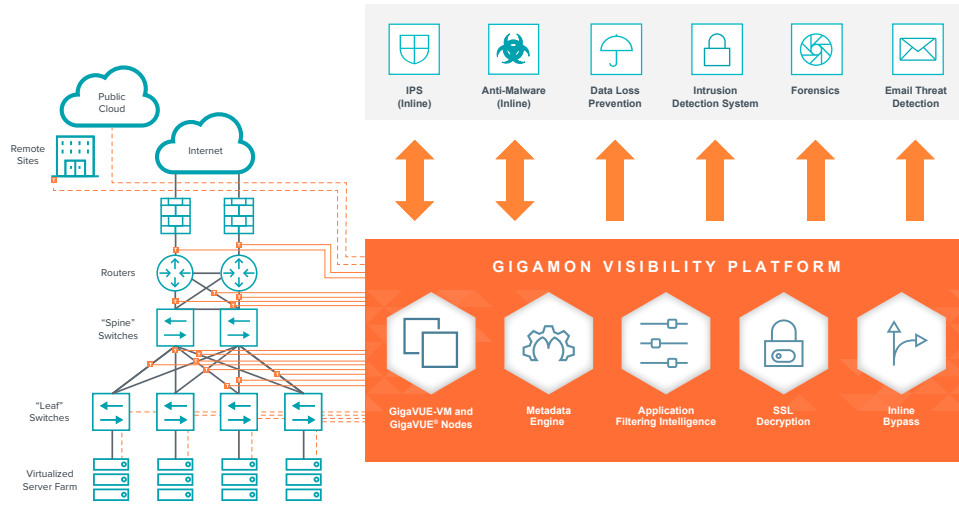 IPS
(Inline)
Anti-Malware
(Inline)
Data Loss
Prevention
Intrusion
Detection System
Forensics
Email Threat
Detection
Public
Cloud
Remote
Sites
Internet
Routers
"Spine"
Switches
"Leaf"
Switches
Virtualized
Server Farm
GIGAMON VISIBILITY PLATFORM
GigaVUE-VM and
GigaVUE® Nodes
Metadata
Engine
Application
Filtering Intelligence
SSL
Decryption
Inline
Bypass